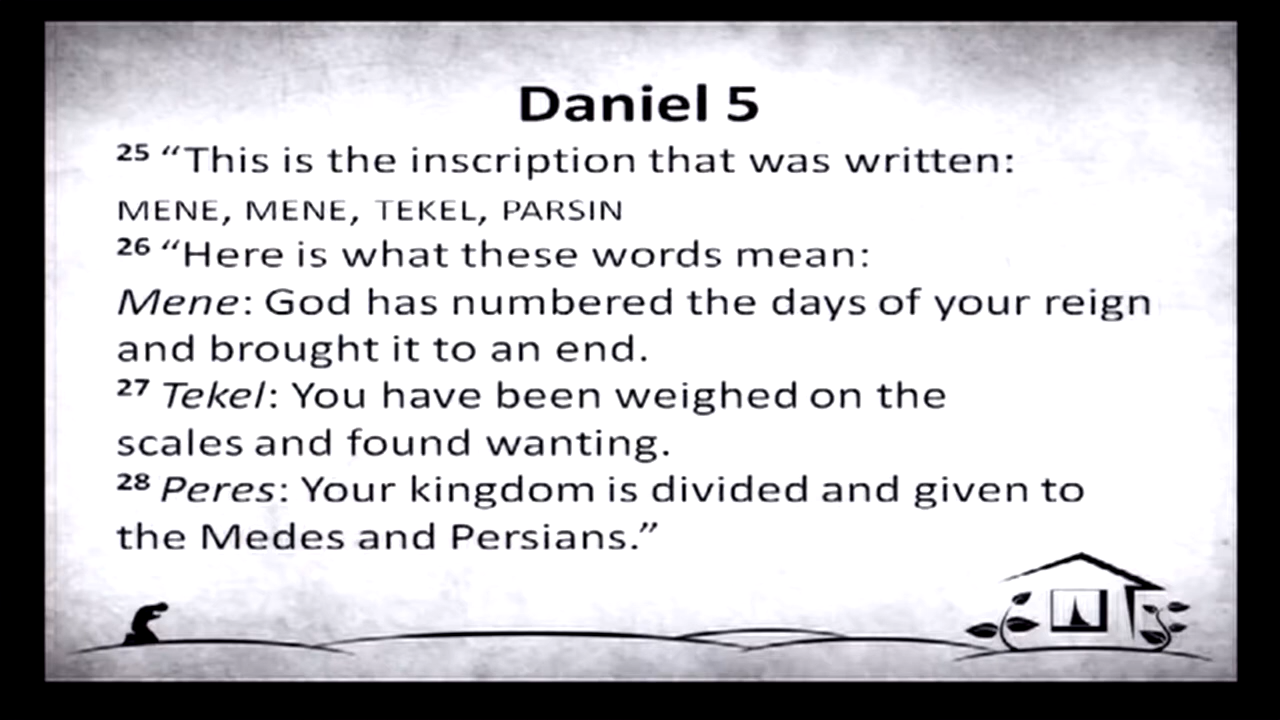 Daniel 5
25 “This is the inscription that was written:
MENE, MENE, TEKEL, PARSIN
26 “Here is what these words mean:
Mene: God has numbered the days of your reign
and brought it to an end.
27 Tekel: You have been weighed on the
scales and found wanting.
28 Peres: Your kingdom is divided and given to
the Medes and Persians.”